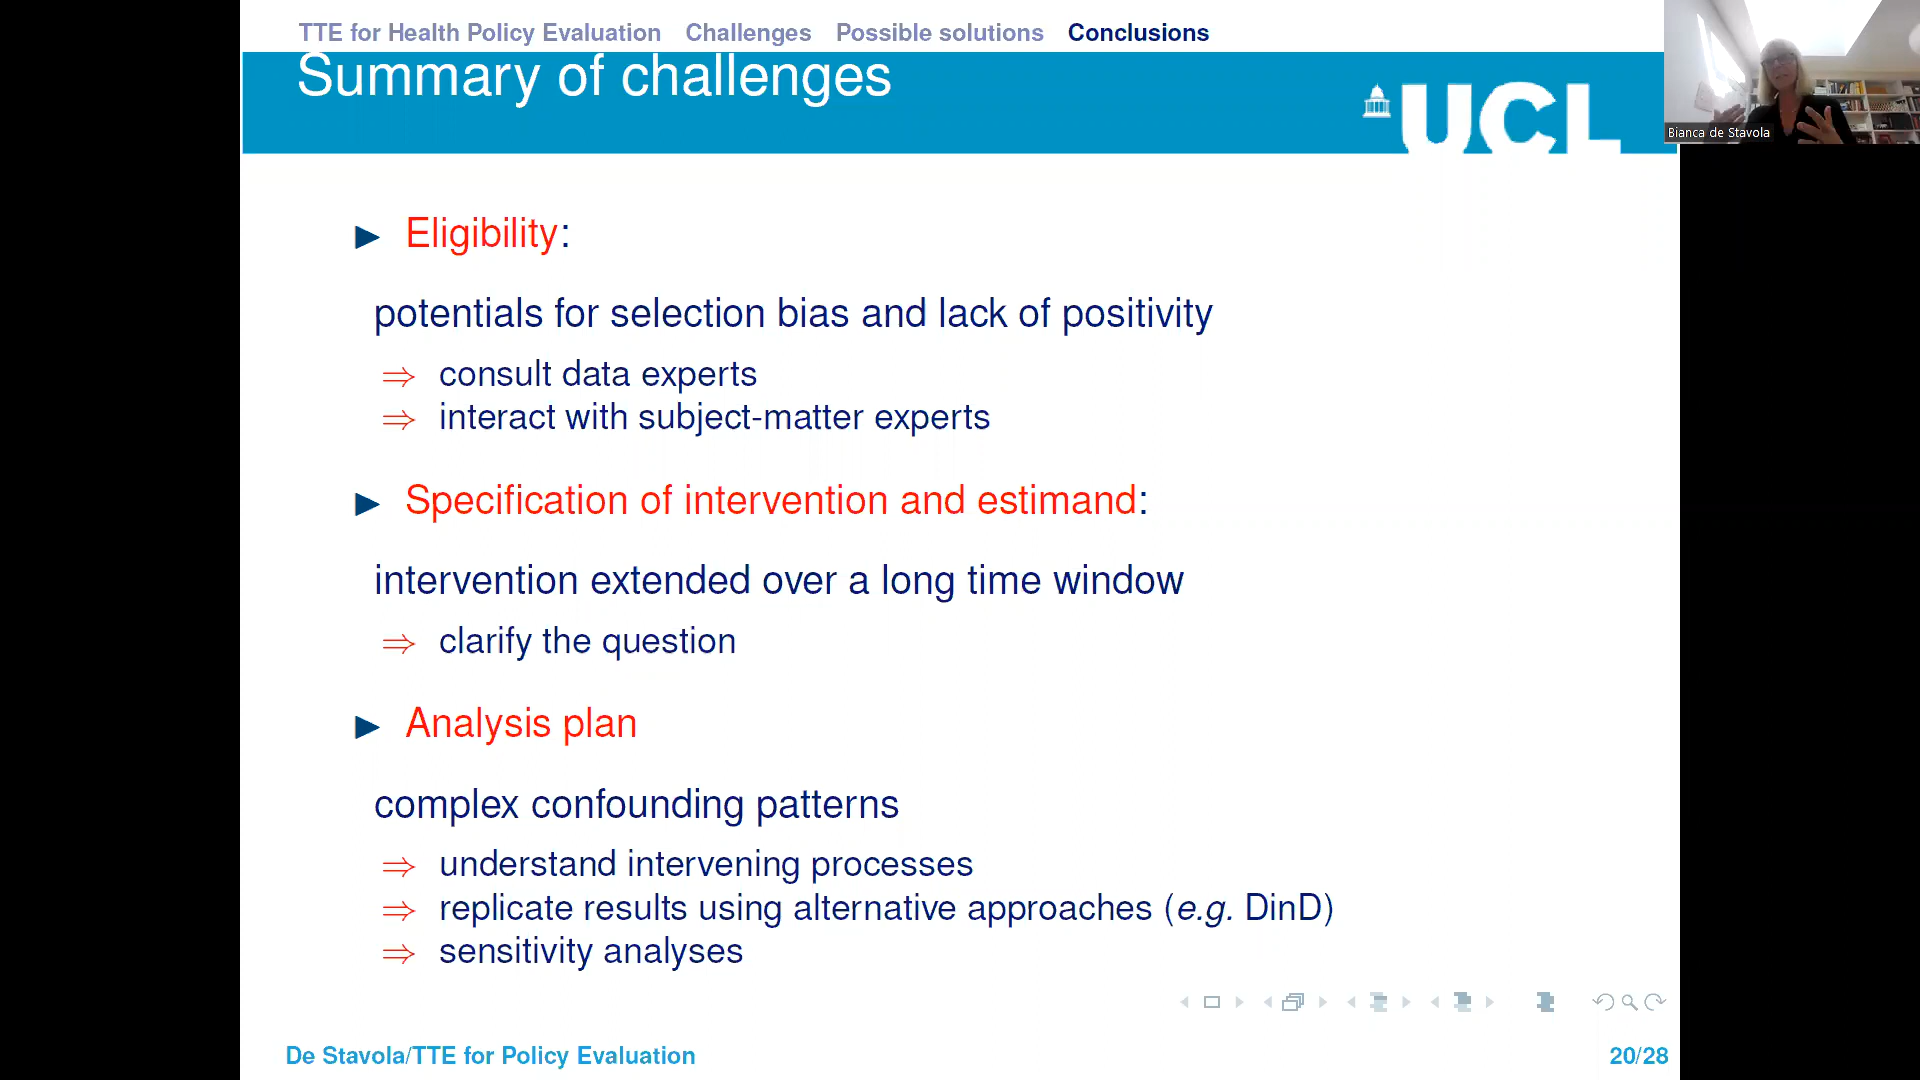 TTE for Health Policy Evaluation Challenges Possible solutions Conclusions
Summary of challenges
UCL
Bianca de Stavola
▶ Eligibility:
potentials for selection bias and lack of positivity
⇒ consult data experts
⇒ interact with subject-matter experts
▶ Specification of intervention and estimand:
intervention extended over a long time window
⇒ clarify the question
▶ Analysis plan
complex confounding patterns
⇒ understand intervening processes
⇒ replicate results using alternative approaches (e.g. DinD)
⇒ sensitivity analyses
De Stavola/TTE for Policy Evaluation
20/28